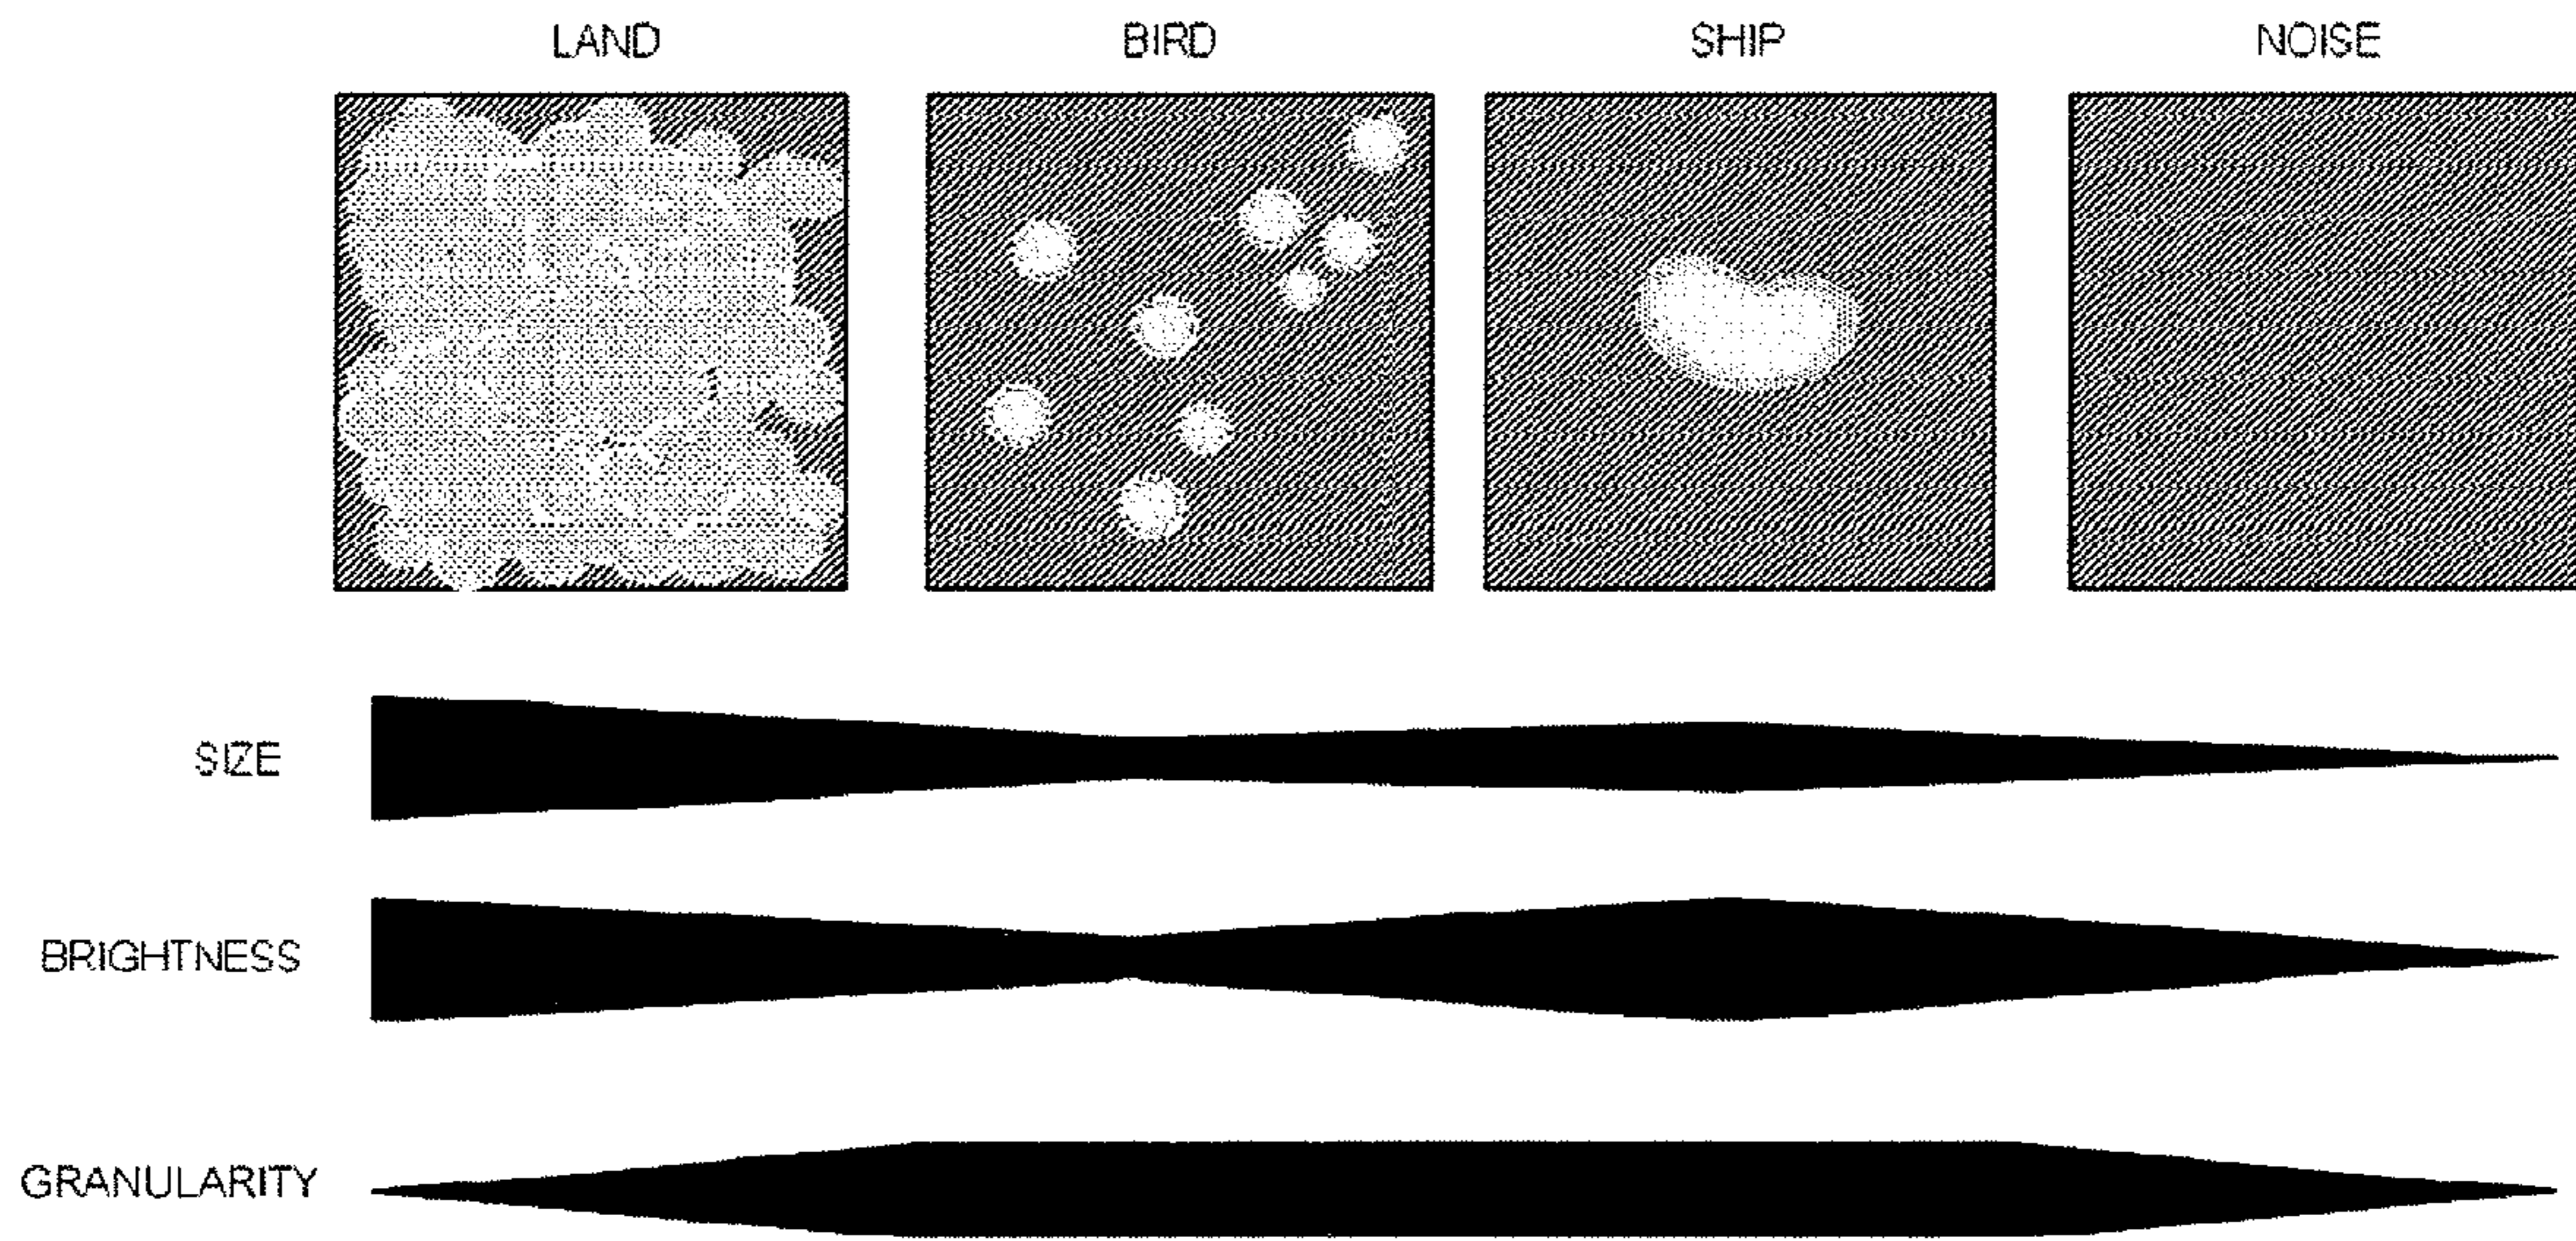 LAND BIRD SHIP NOISE
SIZE
BRIGHTNESS
GRANULARITY